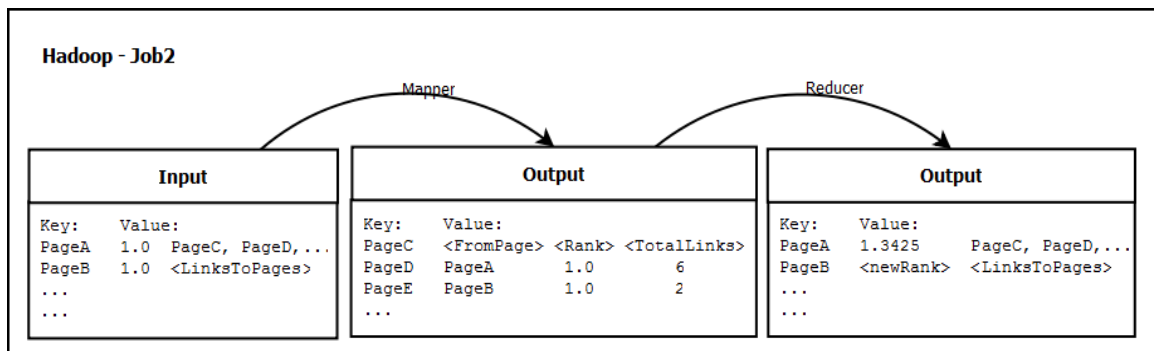 Hadoop - Job2
Mapper
Reducer
Input
Key: Value:
PageA 1.0 PageC, PageD,...
PageB 1.0 <LinksToPages>
...
...
Output
Key: Value:
PageC <FromPage> <Rank> <TotalLinks>
PageD PageA 1.0 6
PageE PageB 1.0 2
...
Output
Key: Value:
PageA 1.3425 PageC, PageD,...
PageB <newRank> <LinksToPages>
...
...